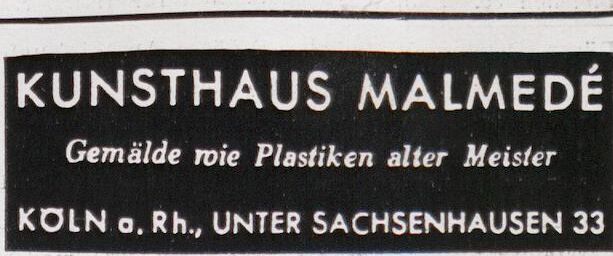 KUNSTHAUS MALMEDÉ
Gemälde wie Plastiken alter Meister
KÖLN a. Rh., UNTER SACHSENHAUSEN 33